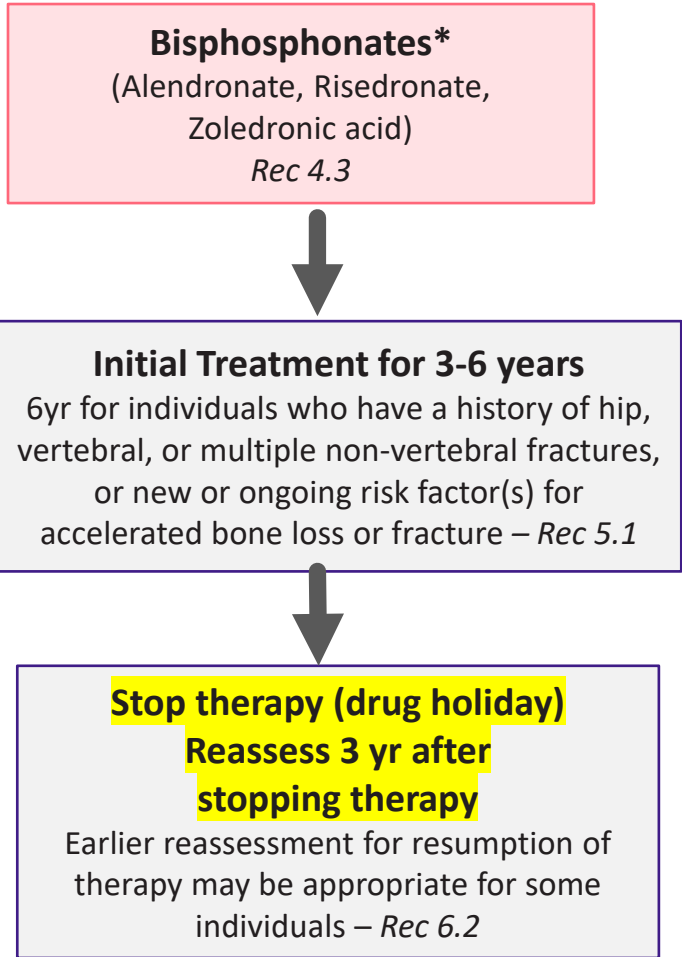 Bisphosphonates*
(Alendronate, Risedronate,
Zoledronic acid)
Rec 4.3
Initial Treatment for 3-6 years
6yr for individuals who have a history of hip,
vertebral, or multiple non-vertebral fractures,
or new or ongoing risk factor(s) for
accelerated bone loss or fracture – Rec 5.1
Stop therapy (drug holiday)
Reassess 3 yr after
stopping therapy
Earlier reassessment for resumption of
therapy may be appropriate for some
individuals – Rec 6.2